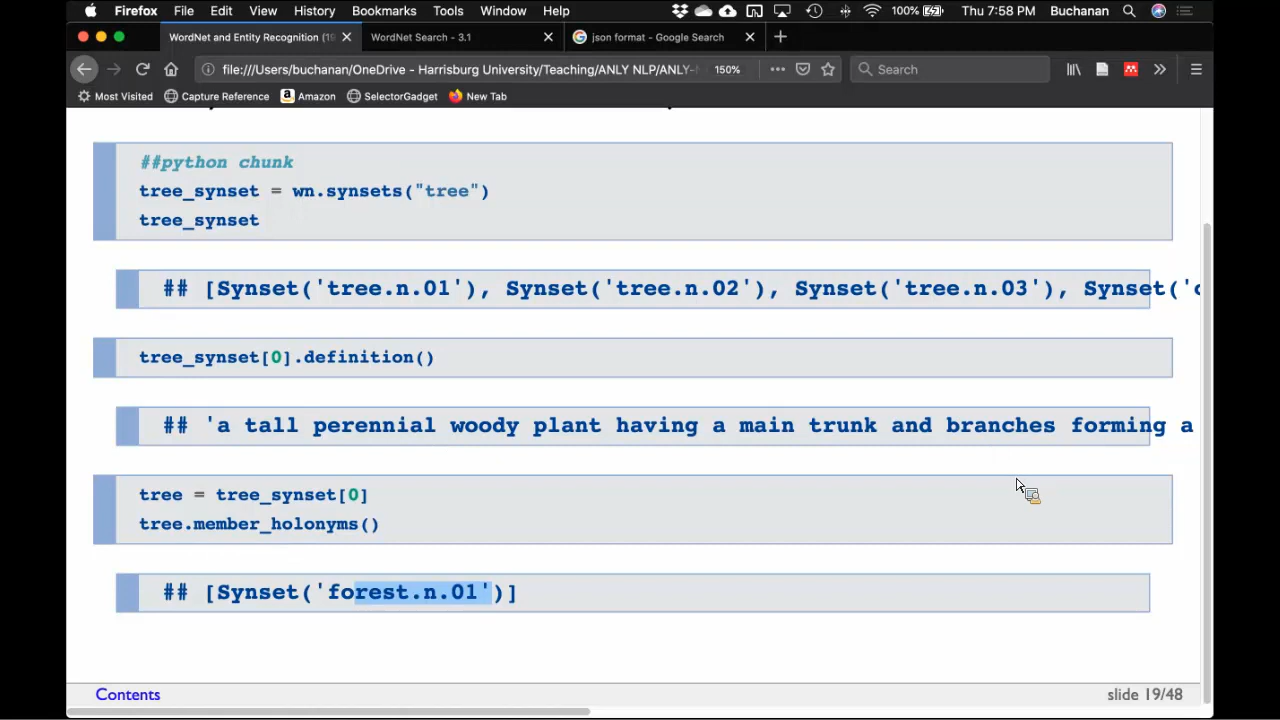 Firefox File Edit View History Bookmarks Tools Window Help 100% Thu 7:58 PM Buchanan
WordNet and Entity Recognition (19 WordNet Search - 3.1 json format - Google Search
file:///Users/buchanan/OneDrive - Harrisburg University/Teaching/ANLY NLP/ANLY- 150% Search
Most Visited Capture Reference Amazon SelectorGadget New Tab
##python chunk
tree_synset = wn.synsets("tree")
tree_synset
## [Synset('tree.n.01'), Synset('tree.n.02'), Synset('tree.n.03'), Synset('
tree_synset[0].definition()
## 'a tall perennial woody plant having a main trunk and branches forming a
tree = tree_synset[0]
tree.member_holonyms()
## [Synset('forest.n.01')]
Contents slide 19/48